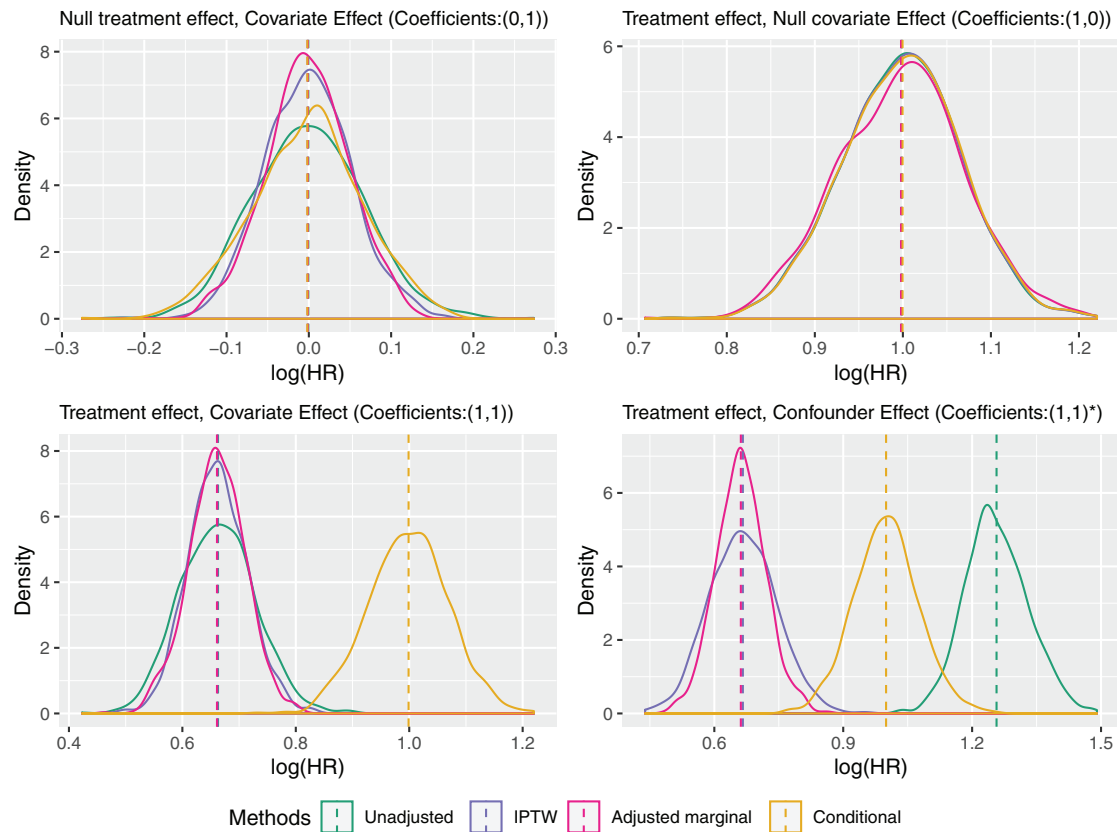 Null treatment effect, Covariate Effect (Coefficients:(0,1))
Density
8
6
4
2
0
−0.3 −0.2 −0.1 0.0 0.1 0.2 0.3
log(HR)
Treatment effect, Null covariate Effect (Coefficients:(1,0))
Density
6
4
2
0
0.7 0.8 0.9 1.0 1.1 1.2
log(HR)
Treatment effect, Covariate Effect (Coefficients:(1,1))
Density
8
6
4
2
0
0.4 0.6 0.8 1.0 1.2
log(HR)
Treatment effect, Confounder Effect (Coefficients:(1,1)*)
Density
6
4
2
0
0.6 0.9 1.2 1.5
log(HR)
Methods Unadjusted IPTW Adjusted marginal Conditional